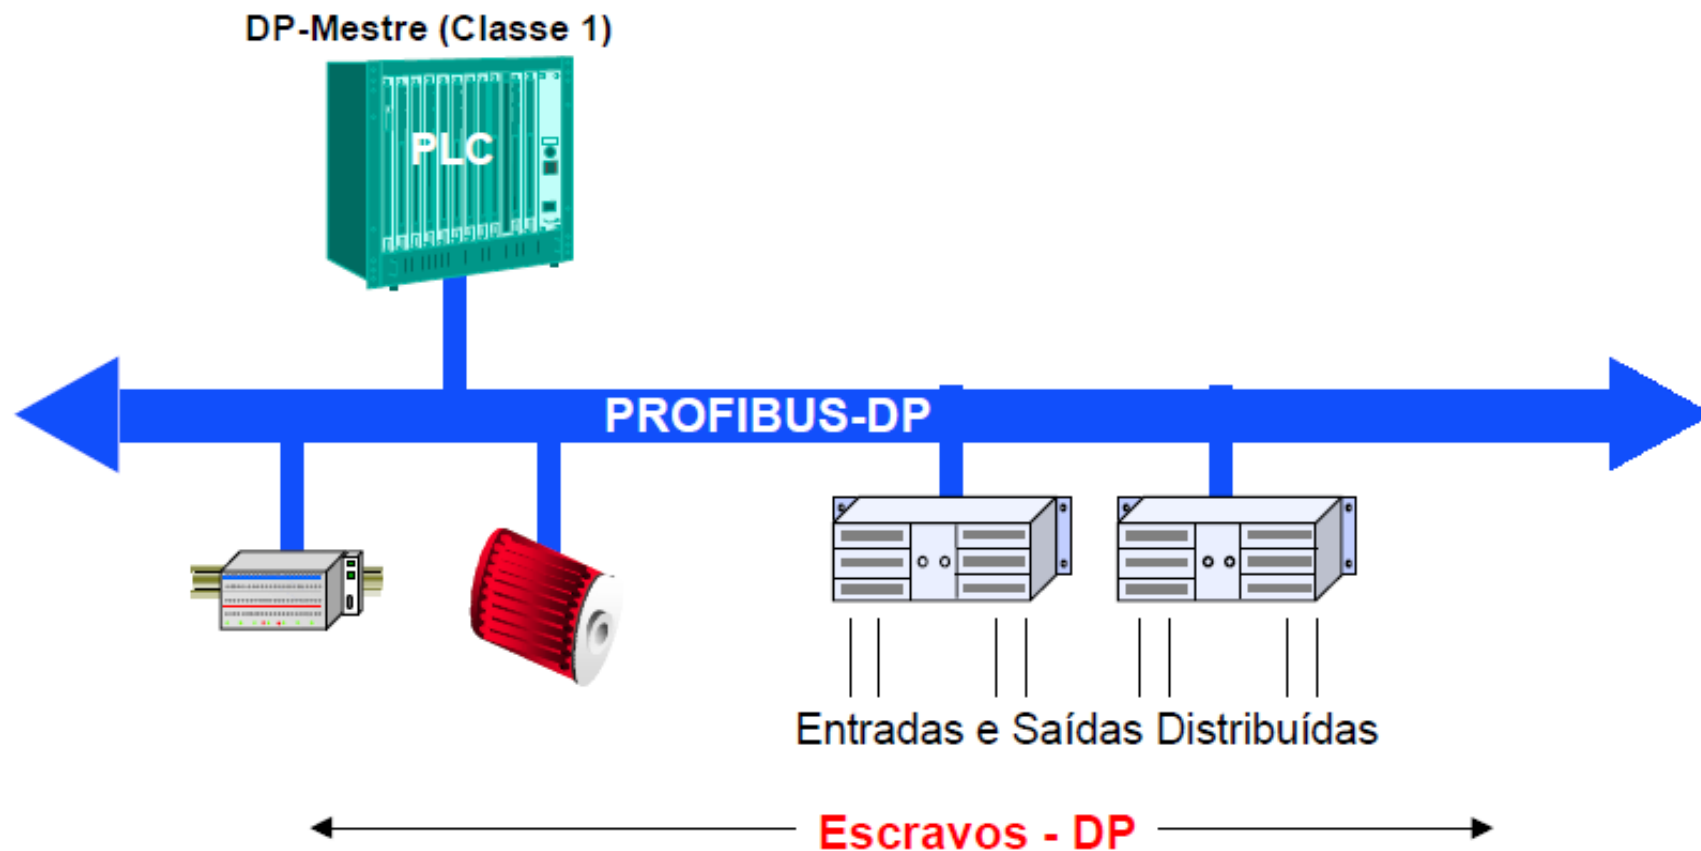 DP-Mestre (Classe 1)
PLC
PROFIBUS-DP
Entradas e Saídas Distribuídas
Escravos - DP